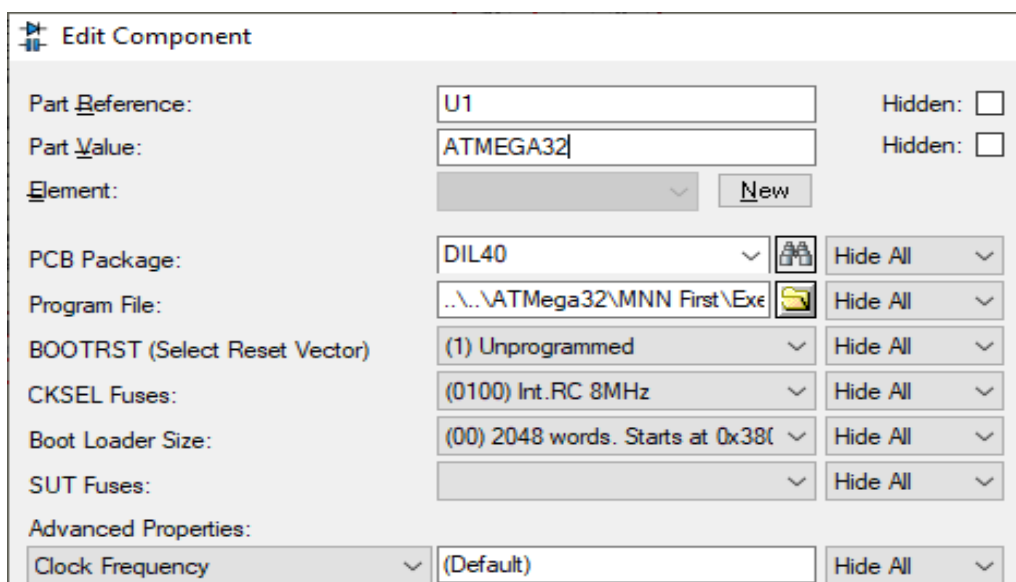 Edit Component
Part Reference: U1 Hidden:
Part Value: ATMEGA32 Hidden:
Element: New
PCB Package: DIL40 Hide All
Program File: ..\..\ATMega32\MNN First\Exe Hide All
BOOTRST (Select Reset Vector) (1) Unprogrammed Hide All
CKSEL Fuses: (0100) Int.RC 8MHz Hide All
Boot Loader Size: (00) 2048 words. Starts at 0x380 Hide All
SUT Fuses: Hide All
Advanced Properties:
Clock Frequency (Default) Hide All